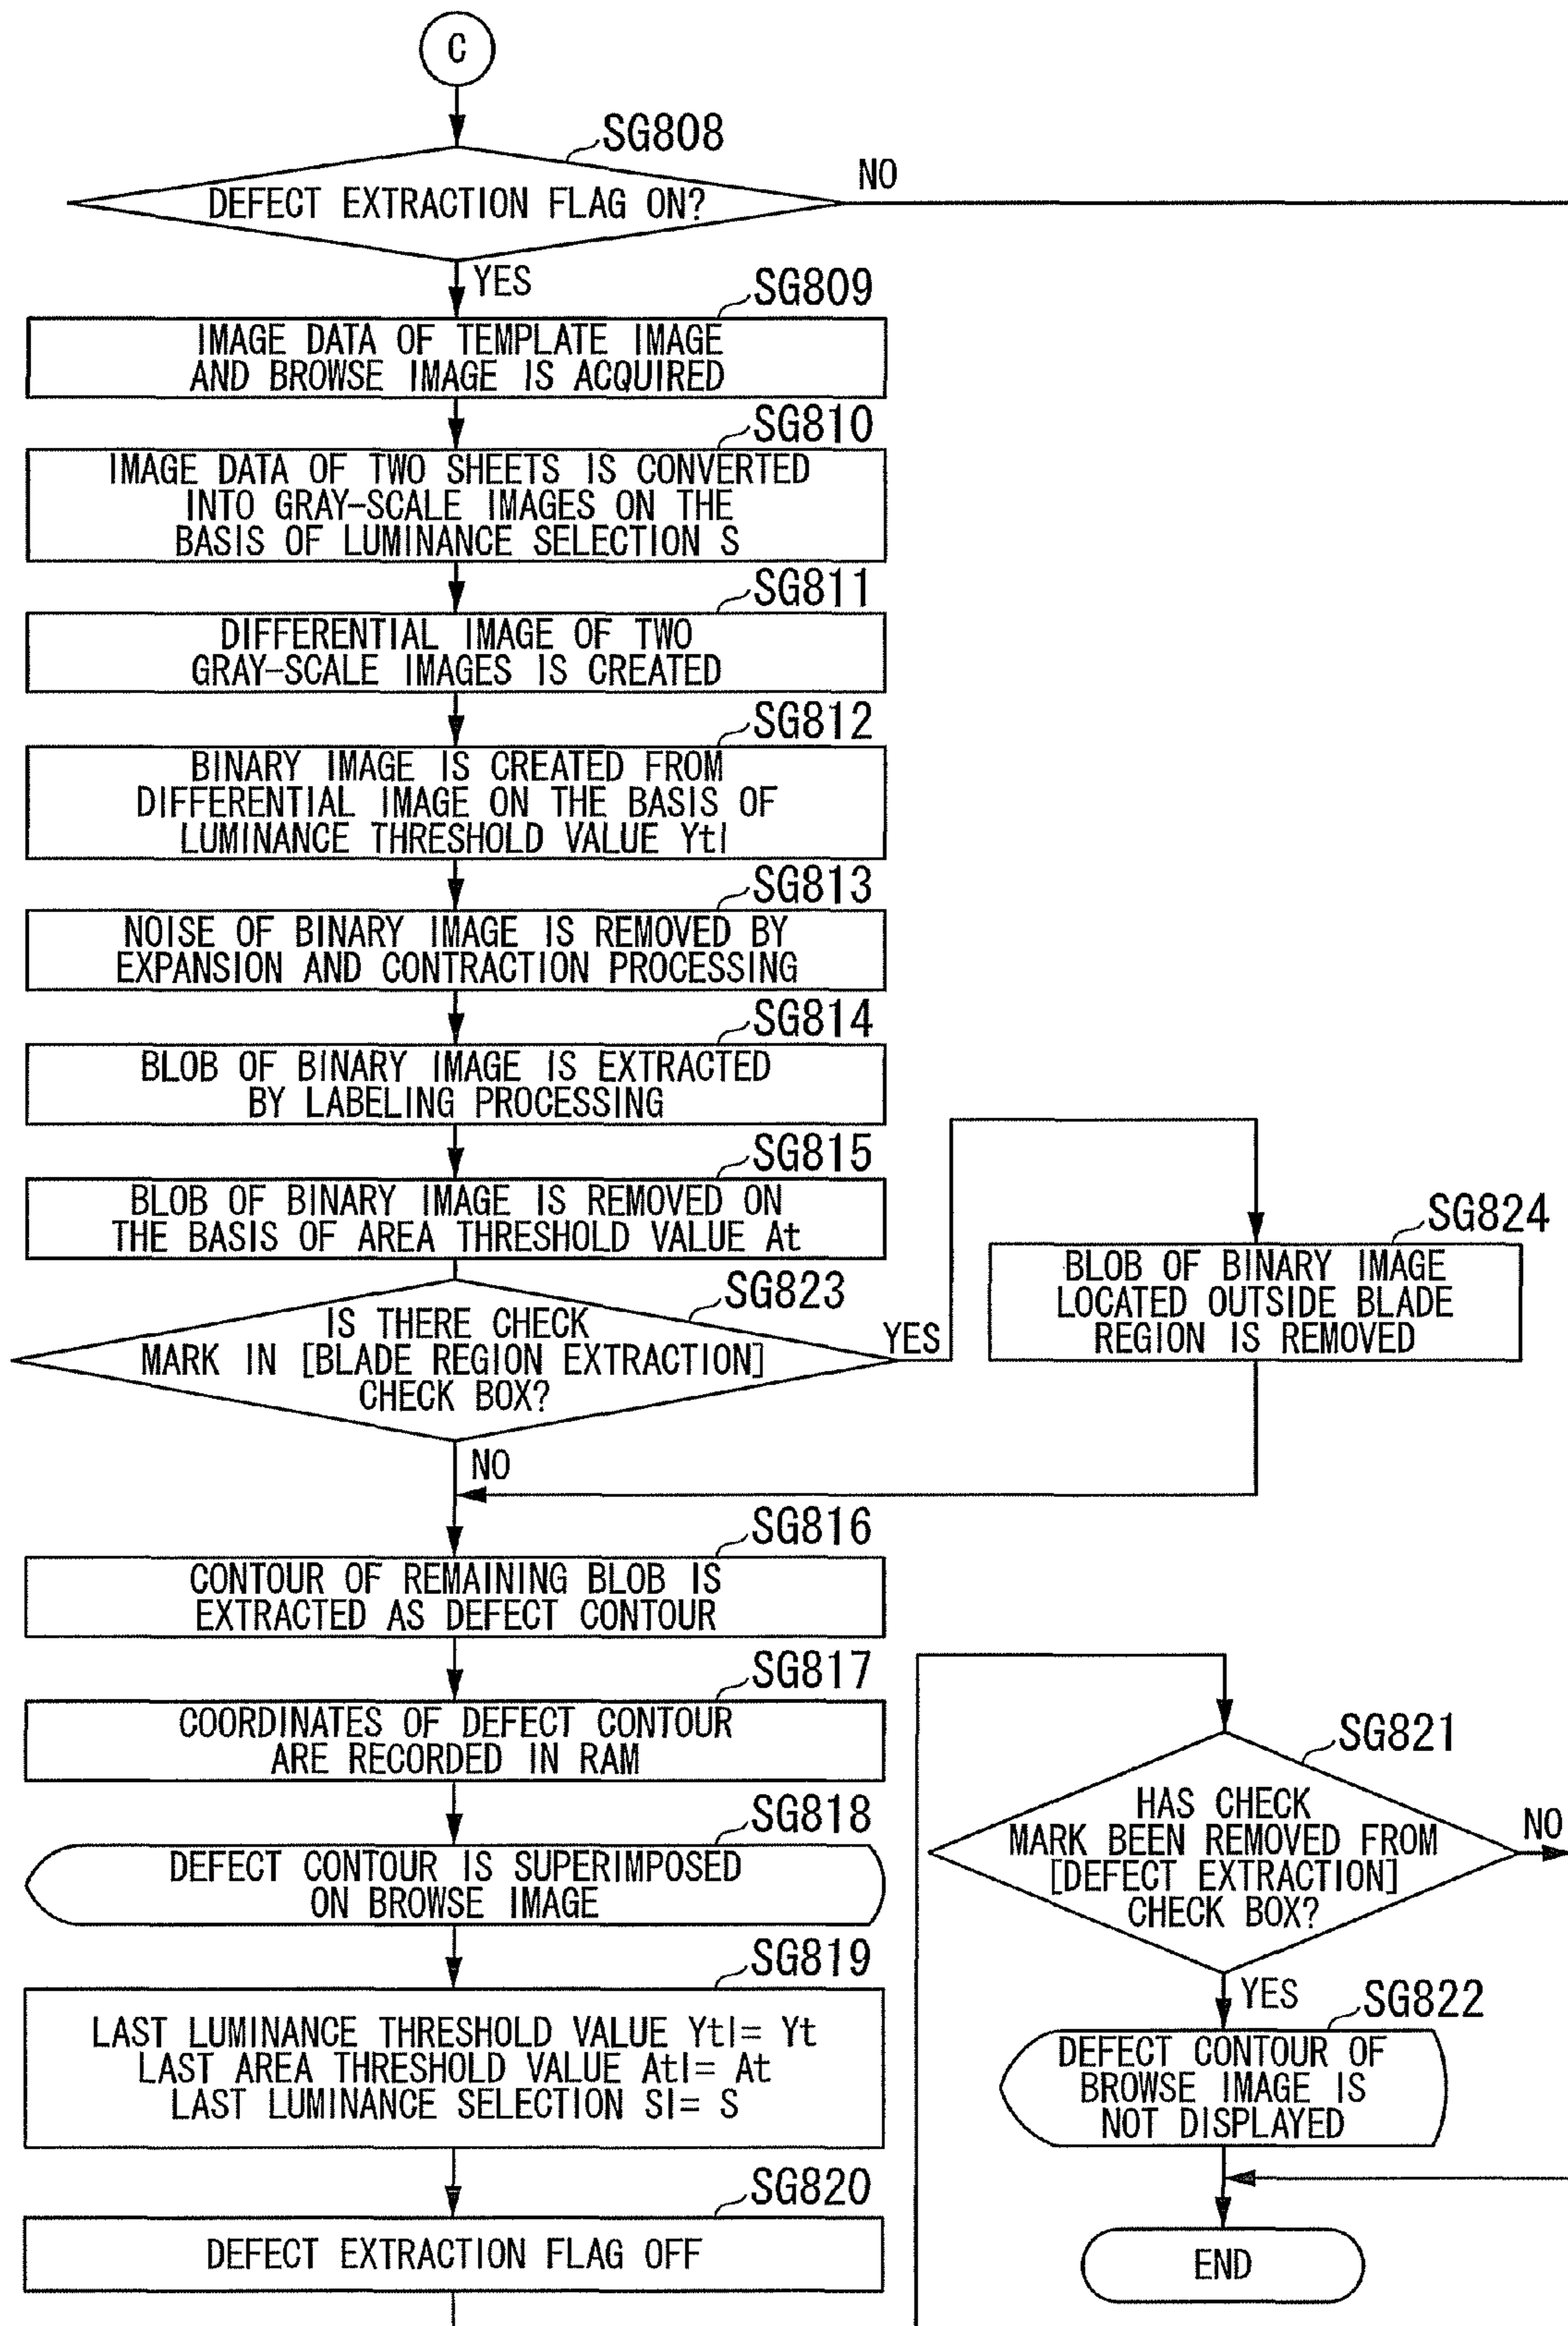 C
SG808
DEFECT EXTRACTION FLAG ON?
NO
YES
SG809
IMAGE DATA OF TEMPLATE IMAGE
AND BROWSE IMAGE IS ACQUIRED
SG810
IMAGE DATA OF TWO SHEETS IS CONVERTED
INTO GRAY-SCALE IMAGES ON THE
BASIS OF LUMINANCE SELECTION S
SG811
DIFFERENTIAL IMAGE OF TWO
GRAY-SCALE IMAGES IS CREATED
SG812
BINARY IMAGE IS CREATED FROM
DIFFERENTIAL IMAGE ON THE BASIS OF
LUMINANCE THRESHOLD VALUE Ytl
SG813
NOISE OF BINARY IMAGE IS REMOVED BY
EXPANSION AND CONTRACTION PROCESSING
SG814
BLOB OF BINARY IMAGE IS EXTRACTED
BY LABELING PROCESSING
SG815
BLOB OF BINARY IMAGE IS REMOVED ON
THE BASIS OF AREA THRESHOLD VALUE At
SG823
IS THERE CHECK
MARK IN [BLADE REGION EXTRACTION]
CHECK BOX?
YES
NO
SG824
BLOB OF BINARY IMAGE
LOCATED OUTSIDE BLADE
REGION IS REMOVED
SG816
CONTOUR OF REMAINING BLOB IS
EXTRACTED AS DEFECT CONTOUR
SG817
COORDINATES OF DEFECT CONTOUR
ARE RECORDED IN RAM
SG818
DEFECT CONTOUR IS SUPERIMPOSED
ON BROWSE IMAGE
SG819
LAST LUMINANCE THRESHOLD VALUE Ytl= Yt
LAST AREA THRESHOLD VALUE Atl= At
LAST LUMINANCE SELECTION Sl= S
SG820
DEFECT EXTRACTION FLAG OFF
SG821
HAS CHECK
MARK BEEN REMOVED FROM
[DEFECT EXTRACTION]
CHECK BOX?
NO
YES
SG822
DEFECT CONTOUR OF
BROWSE IMAGE IS
NOT DISPLAYED
END